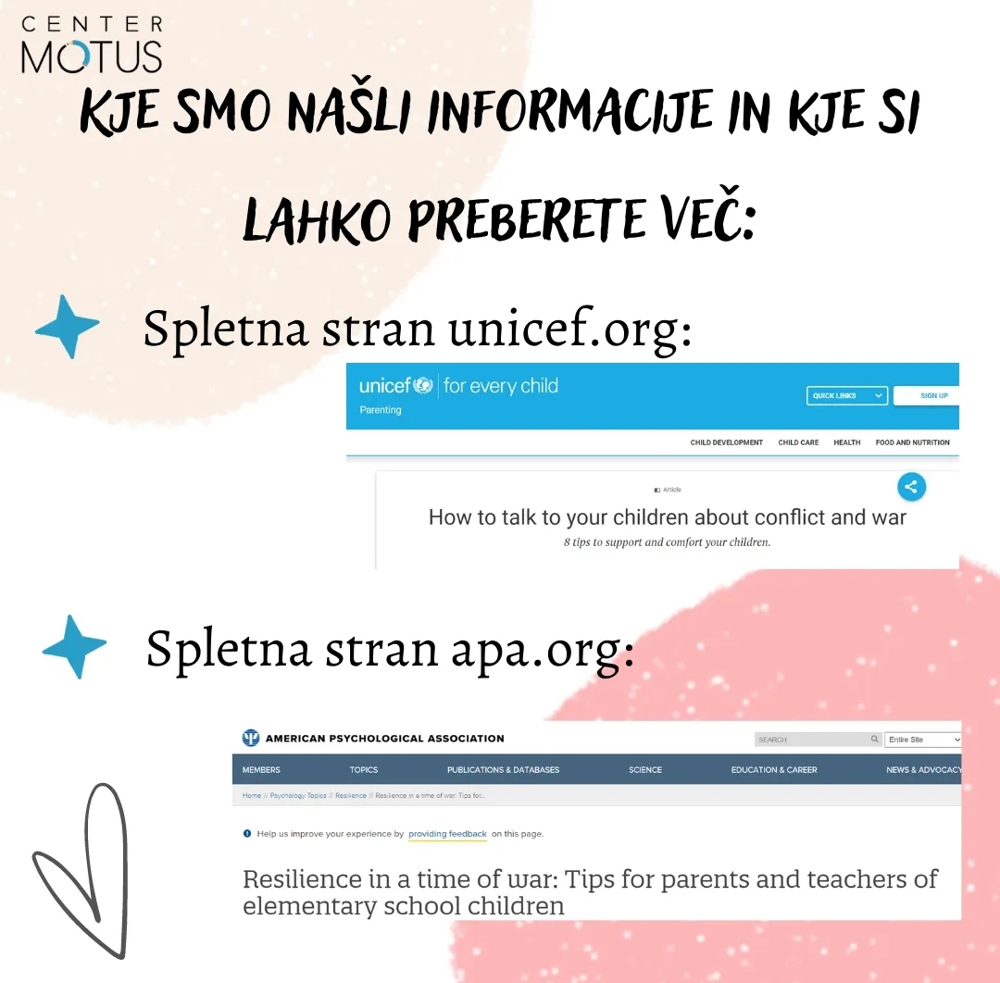 CENTER
MOTUS
KJE SMO NAŠLI INFORMACIJE IN KJE SI
LAHKO PREBERETE VEČ:
Spletna stran unicef.org:
unicef for every child
Parenting
QUICK LINKS
SIGN UP
CHILD DEVELOPMENT CHILD CARE HEALTH FOOD AND NUTRITION
Article
How to talk to your children about conflict and war
8 tips to support and comfort your children.
Spletna stran apa.org:
AMERICAN PSYCHOLOGICAL ASSOCIATION
SEARCH
Entire Site
MEMBERS TOPICS PUBLICATIONS & DATABASES SCIENCE EDUCATION & CAREER NEWS & ADVOCACY
Home // Psychology Topics // Resilience // Resilience in a time of war: Tips for...
Help us improve your experience by providing feedback on this page.
Resilience in a time of war: Tips for parents and teachers of
elementary school children